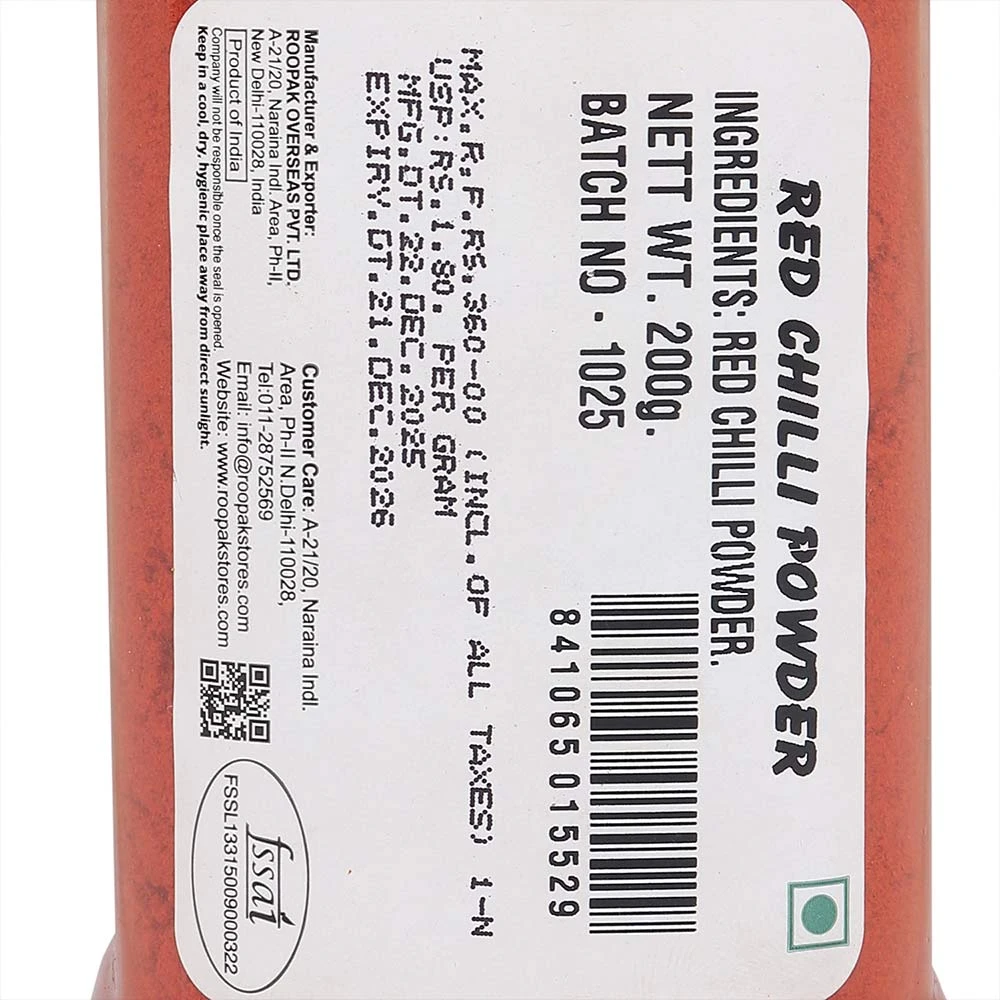 RED CHILLI POWDER
INGREDIENTS: RED CHILLI POWDER.
NETT WT. 200g.
BATCH NO - 1025
841065015529
MAX.R.P.RS.360-00 (INCL.OF ALL TAXES) 1-N
USP:RS.1.80. PER GRAM
MFG.DT.22.DEC.2025
EXPIRY.DT.21.DEC.2026
Manufacturer & Exporter:
ROOPAK OVERSEAS PVT. LTD.
A-21/20, Naraina Indl. Area, Ph-II,
New Delhi-110028, India
Product of India
Company will not be responsible once the seal is opened.
Keep in a cool, dry, hygienic place away from direct sunlight.
Customer Care: A-21/20, Naraina Indl.
Area, Ph-II N.Delhi-110028,
Tel:011-28752569
Email: info@roopakstores.com
Website: www.roopakstores.com
fssai
FSSL13315009000322